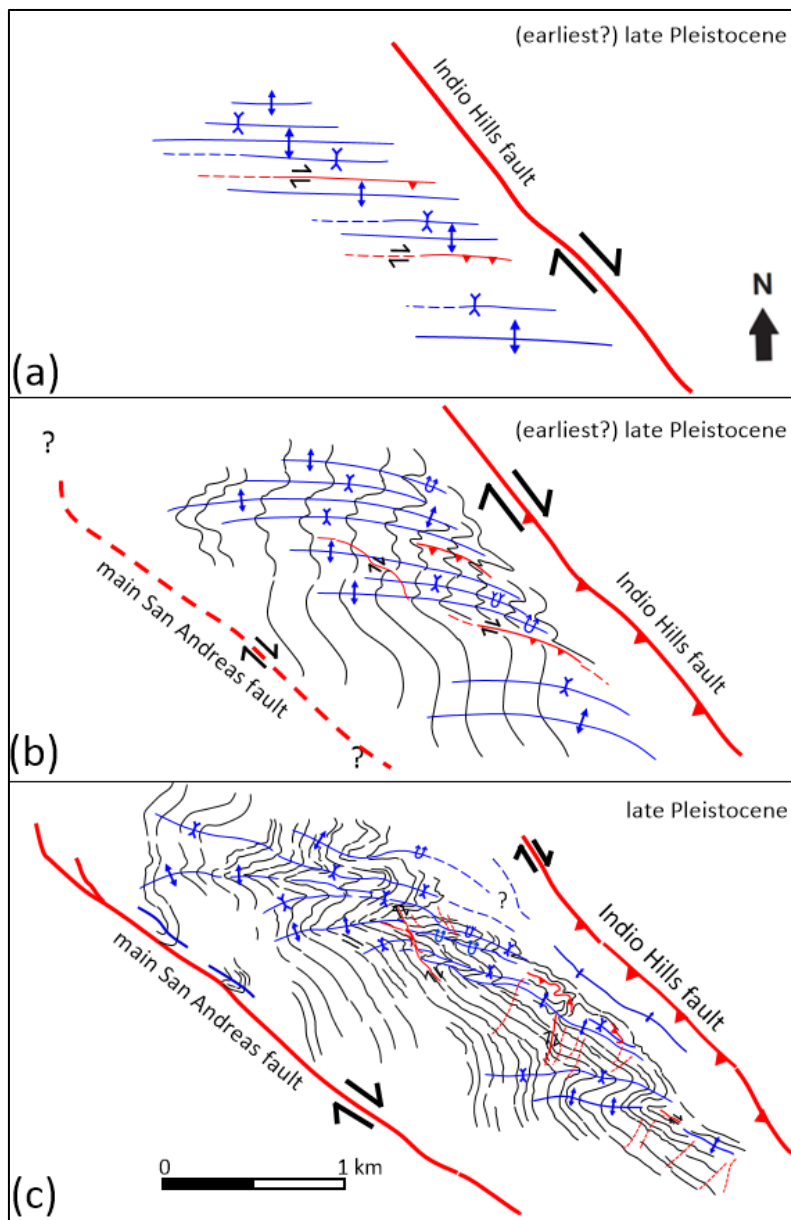 (earliest?) late Pleistocene
Indio Hills fault
N
(a)
(earliest?) late Pleistocene
?
main San Andreas fault
Indio Hills fault
?
(b)
late Pleistocene
?
Indio Hills fault
main San Andreas fault
0 1 km
(c)